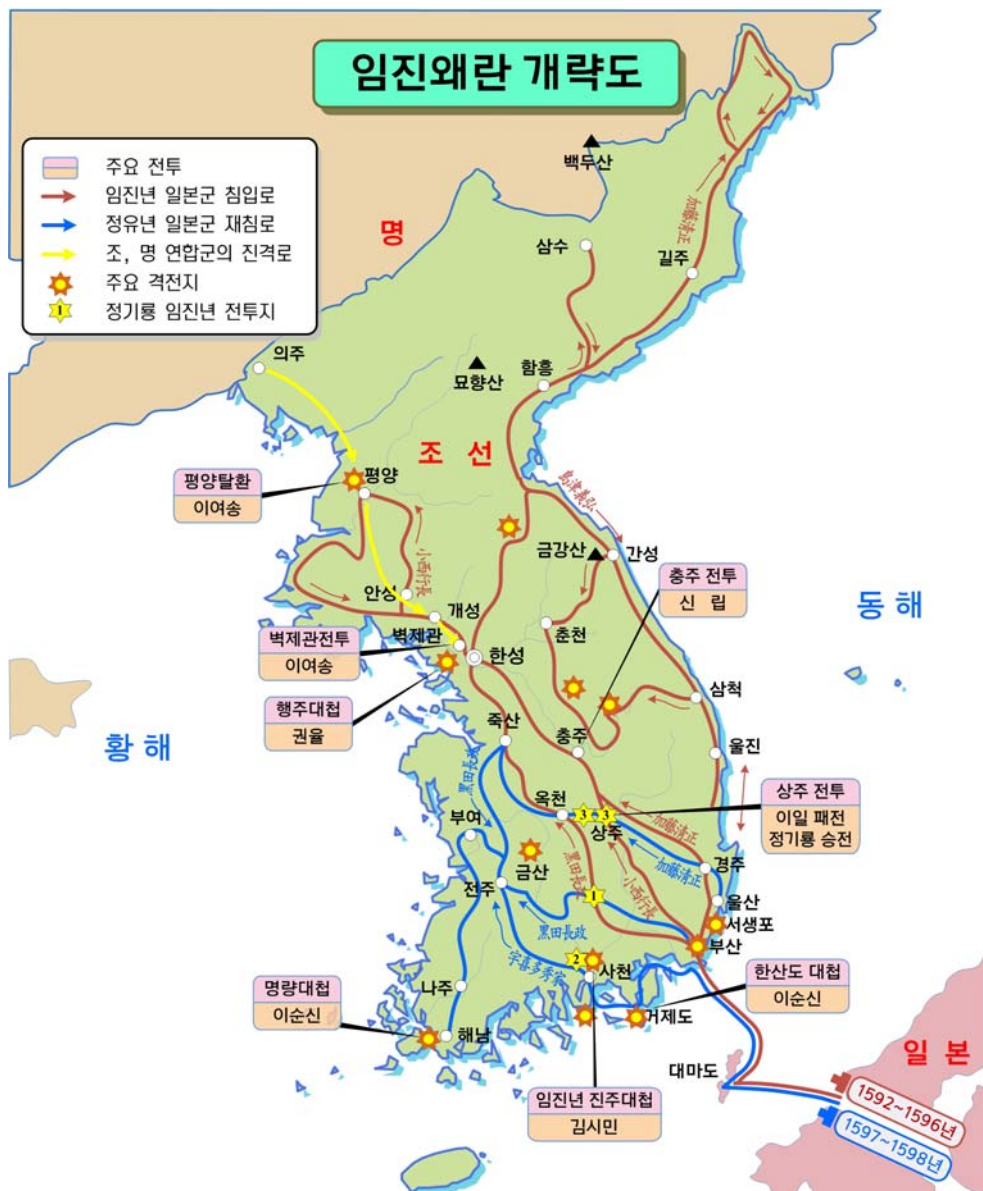 임진왜란 개략도
주요 전투
임진년 일본군 침입로
정유년 일본군 재침로
조, 명 연합군의 진격로
주요 격전지
1
정기룡 임진년 전투지
백두산
명
加藤清正
삼수
길주
의주
묘향산
함흥
조 선
평양탈환
이여송
평양
島津義弘
금강산
간성
小西行長
충주 전투
신 립
안성
개성
동 해
춘천
벽제관전투
이여송
벽제관
한성
행주대첩
권율
삼척
황 해
죽산
충주
울진
黒田長政
옥천
3
3
상주
상주 전투
이일 패전
정기룡 승전
加藤清正
加藤清正
부여
금산
黒田長政
小西行長
경주
전주
1
울산
서생포
黒田長政
부산
宇喜多秀家
2
사천
한산도 대첩
이순신
명량대첩
이순신
나주
거제도
해남
일 본
대마도
임진년 진주대첩
김시민
1592~1596년
1597~1598년